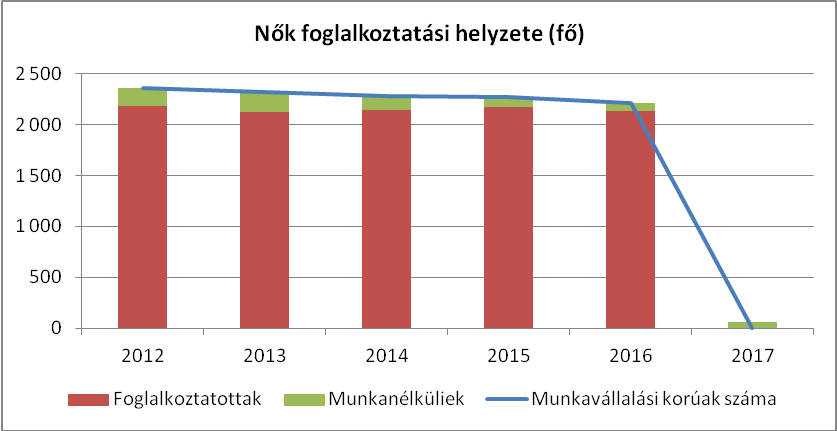 Nők foglalkoztatási helyzete (fő)
2 500
2 000
1 500
1 000
500
0
2012 2013 2014 2015 2016 2017
Foglalkoztatottak Munkanélküliek Munkavállalási korúak száma